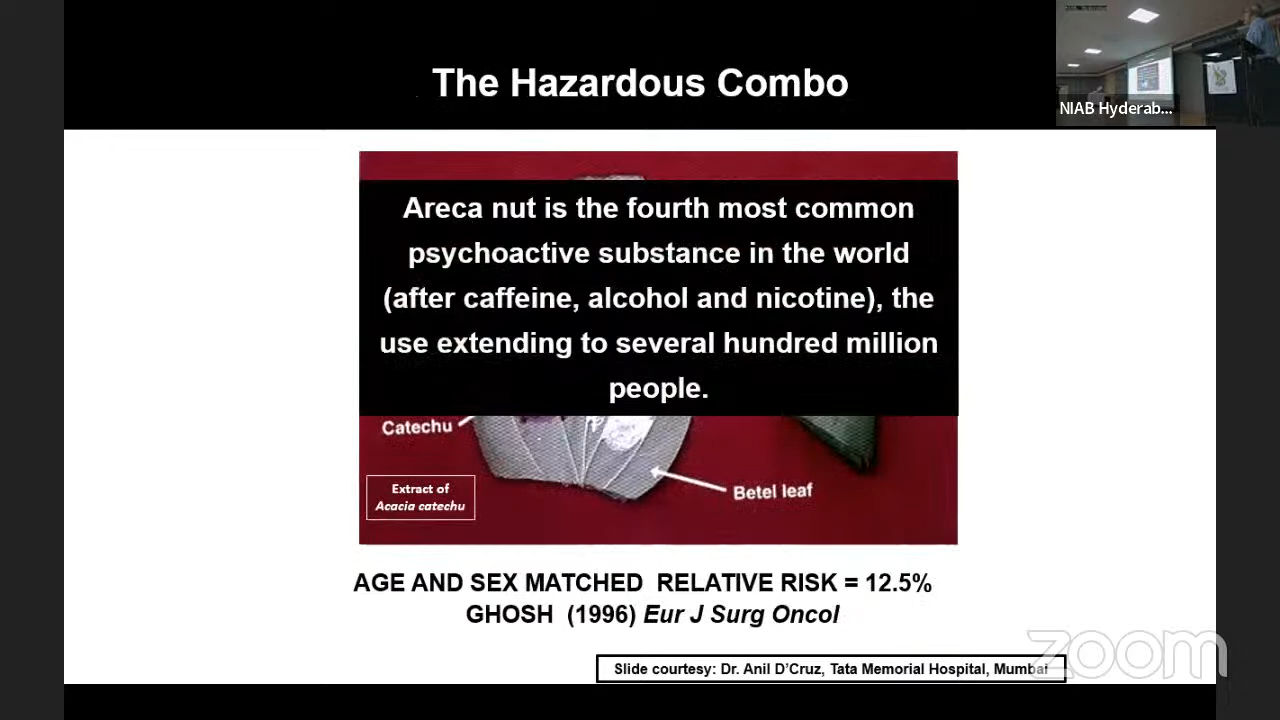 The Hazardous Combo
NIAB Hyderab...
Areca nut is the fourth most common
psychoactive substance in the world
(after caffeine, alcohol and nicotine), the
use extending to several hundred million
people.
Catechu
Extract of
Acacia catechu
Betel leaf
AGE AND SEX MATCHED RELATIVE RISK = 12.5%
GHOSH (1996) Eur J Surg Oncol
Slide courtesy: Dr. Anil D'Cruz, Tata Memorial Hospital, Mumbai
zoom